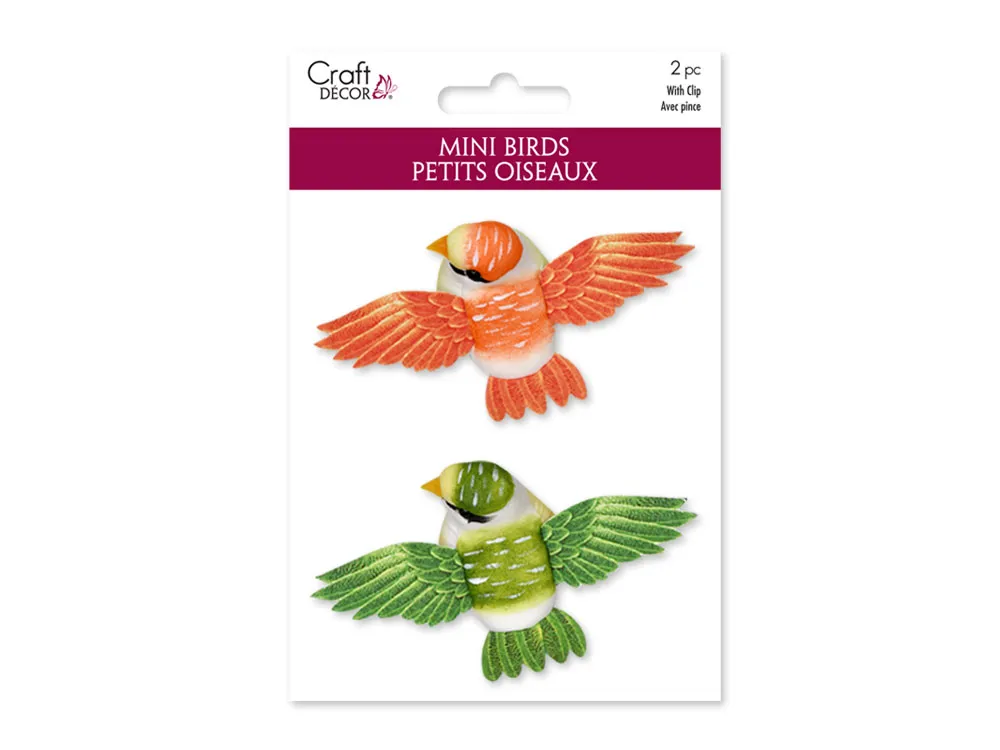 Craft
DÉCOR®
2 pc
With Clip
Avec pince
MINI BIRDS
PETITS OISEAUX